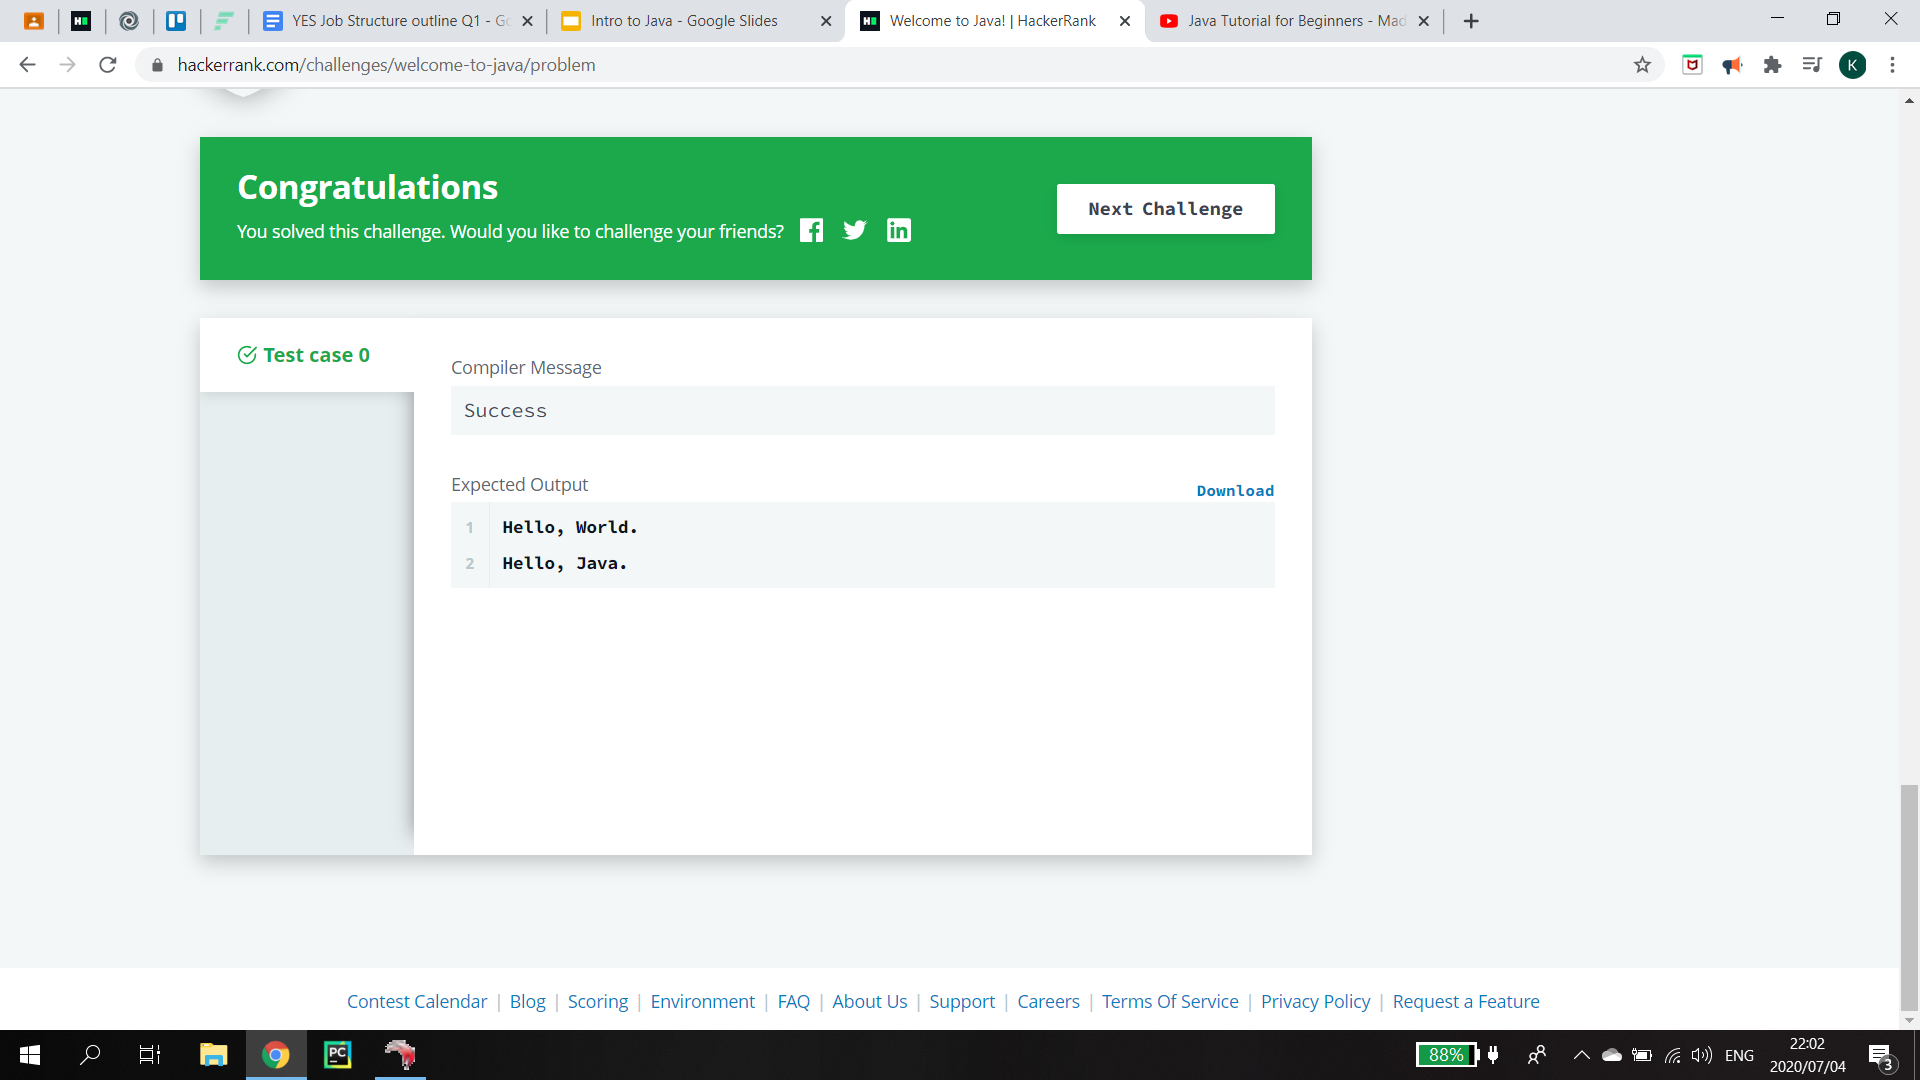 YES Job Structure outline Q1 - Go
Intro to Java - Google Slides
Welcome to Java! | HackerRank
Java Tutorial for Beginners - Mad
hackerrank.com/challenges/welcome-to-java/problem
K
Congratulations
You solved this challenge. Would you like to challenge your friends?
Next Challenge
Test case 0
Compiler Message
Success
Expected Output
Download
1 Hello, World.
2 Hello, Java.
Contest Calendar | Blog | Scoring | Environment | FAQ | About Us | Support | Careers | Terms Of Service | Privacy Policy | Request a Feature
PC
88%
ENG
22:02
2020/07/04
3